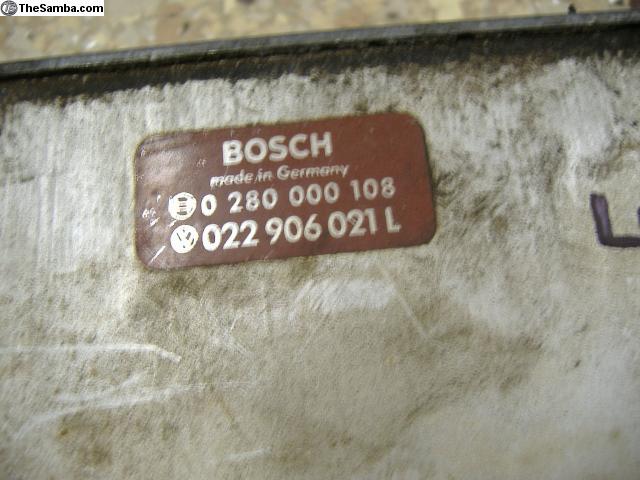 TheSamba.com
BOSCH
made in Germany
0 280 000 108
022 906 021 L